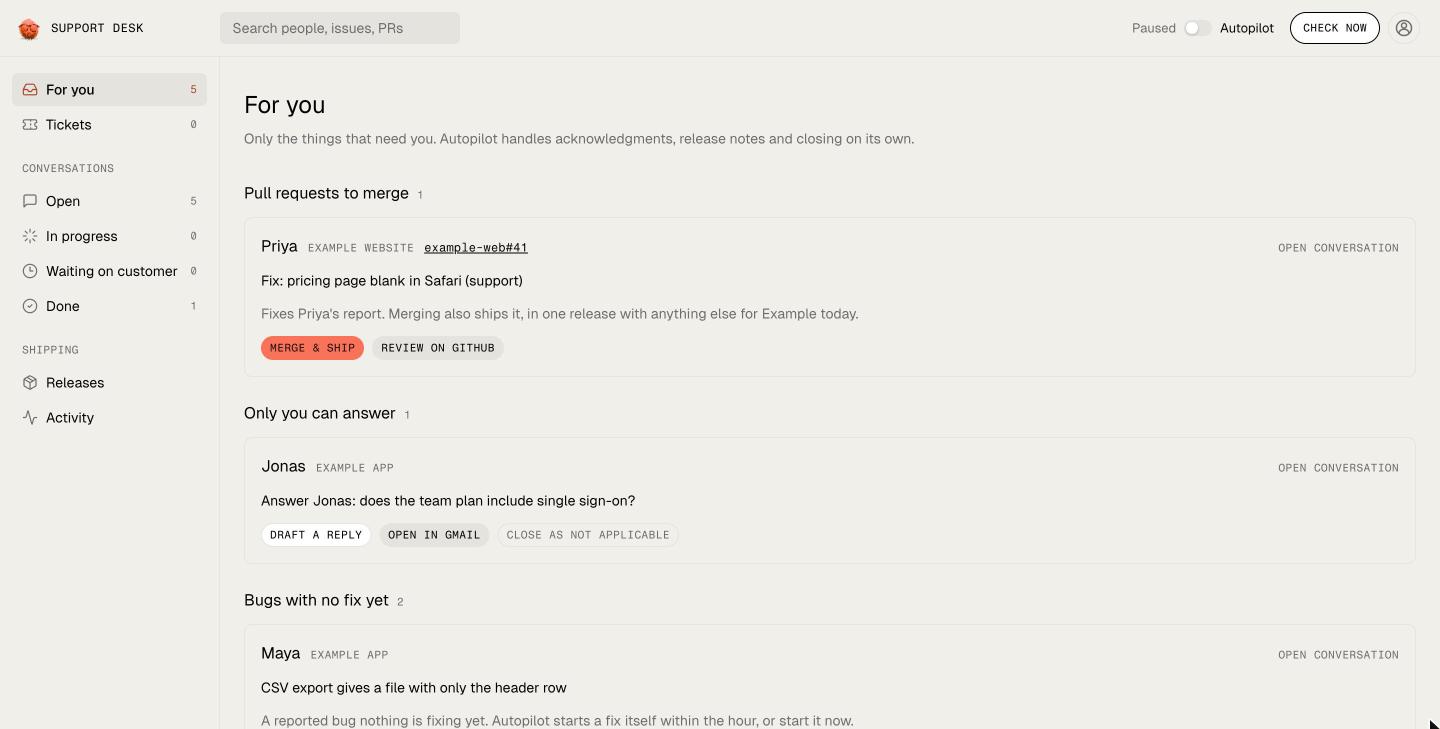 SUPPORT DESK
Search people, issues, PRs
Paused Autopilot
CHECK NOW
For you 5
Tickets 0
CONVERSATIONS
Open 5
In progress 0
Waiting on customer 0
Done 1
SHIPPING
Releases
Activity
For you
Only the things that need you. Autopilot handles acknowledgments, release notes and closing on its own.
Pull requests to merge 1
Priya EXAMPLE WEBSITE example-web#41 OPEN CONVERSATION
Fix: pricing page blank in Safari (support)
Fixes Priya's report. Merging also ships it, in one release with anything else for Example today.
MERGE & SHIP REVIEW ON GITHUB
Only you can answer 1
Jonas EXAMPLE APP OPEN CONVERSATION
Answer Jonas: does the team plan include single sign-on?
DRAFT A REPLY OPEN IN GMAIL CLOSE AS NOT APPLICABLE
Bugs with no fix yet 2
Maya EXAMPLE APP OPEN CONVERSATION
CSV export gives a file with only the header row
A reported bug nothing is fixing yet. Autopilot starts a fix itself within the hour, or start it now.